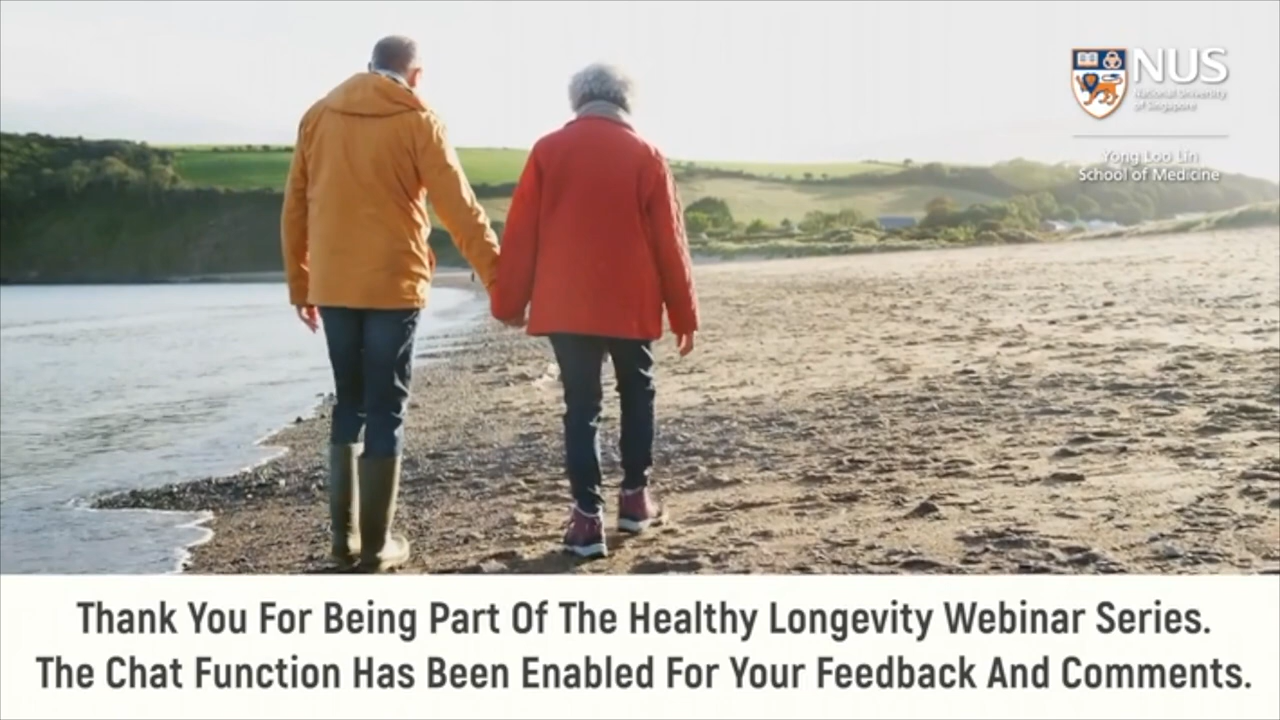 NUS
National University
of Singapore
Yong Loo Lin
School of Medicine
Thank You For Being Part Of The Healthy Longevity Webinar Series.
The Chat Function Has Been Enabled For Your Feedback And Comments.